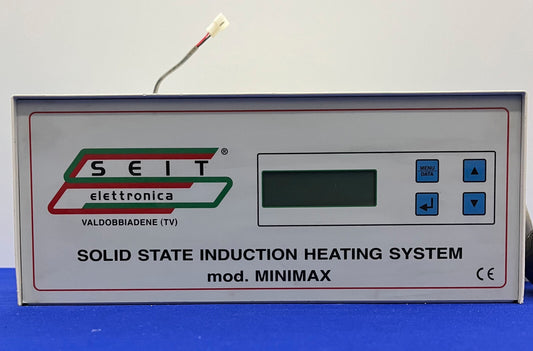 SEIT®
elettronica
VALDOBBIADENE (TV)
MENU
DATA
SOLID STATE INDUCTION HEATING SYSTEM
mod. MINIMAX
CE